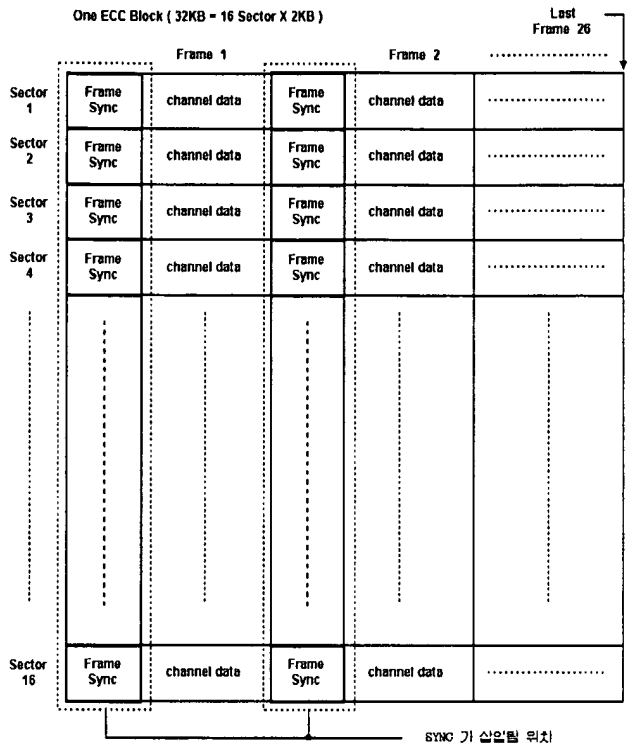 One ECC Block ( 32KB = 16 Sector X 2KB )
Last
Frame 26
Frame 1
Frame 2
Sector
1
Frame
Sync
channel data
Frame
Sync
channel data
Sector
2
Frame
Sync
channel data
Frame
Sync
channel data
Sector
3
Frame
Sync
channel data
Frame
Sync
channel data
Sector
4
Frame
Sync
channel data
Frame
Sync
channel data
Sector
16
Frame
Sync
channel data
Frame
Sync
channel data
SYNC 가 삽입될 위치